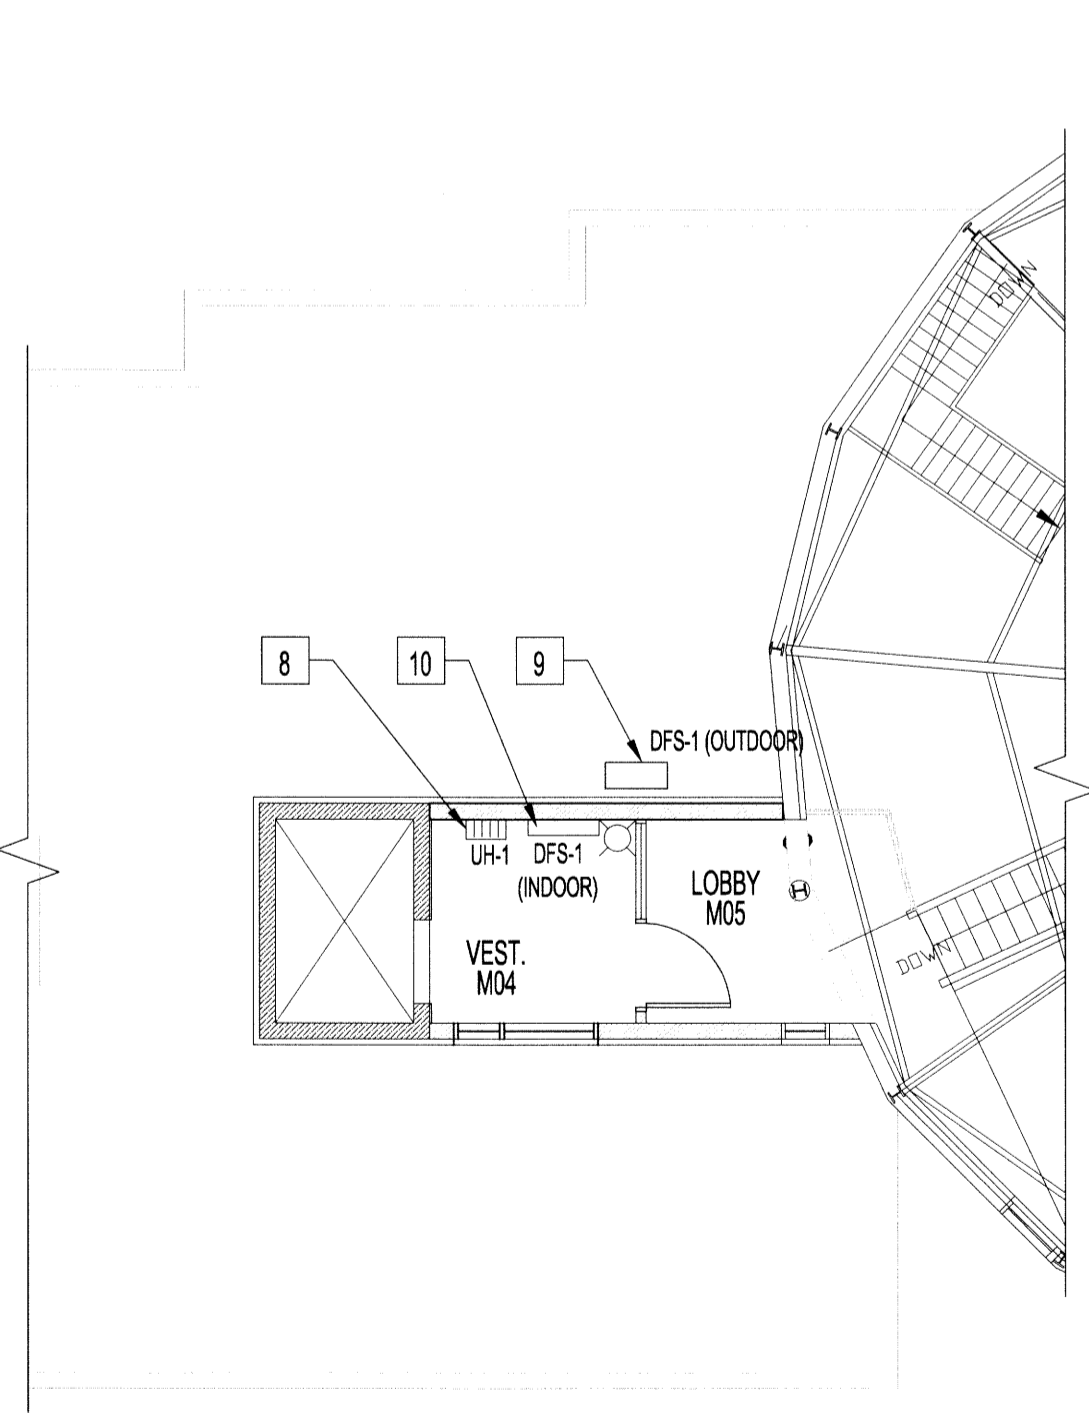 DOWN
8
10
9
DFS-1 (OUTDOOR)
UH-1
DFS-1
(INDOOR)
LOBBY
M05
VEST.
M04
DOWN